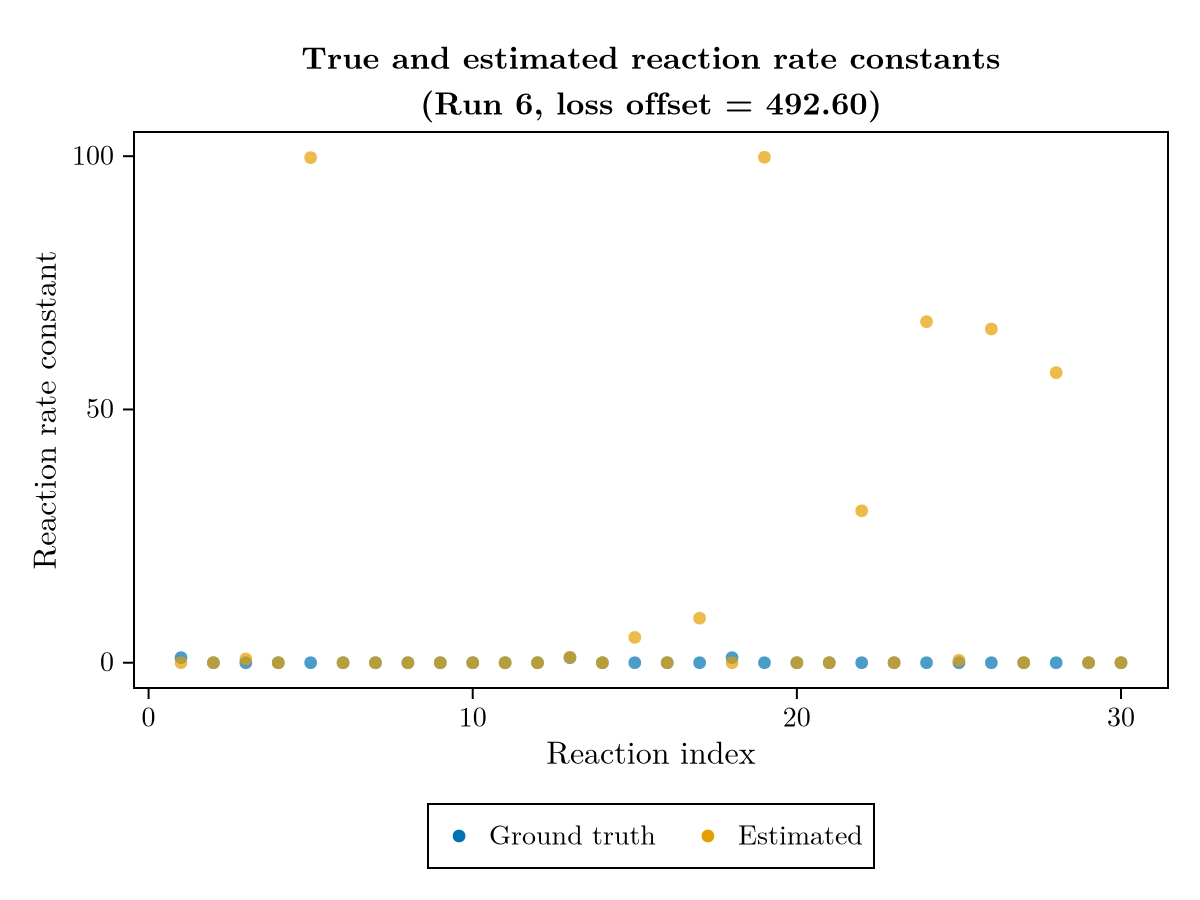 True and estimated reaction rate constants
(Run 6, loss offset = 492.60)
Reaction rate constant
100
50
0
0 10 20 30
Reaction index
Ground truth Estimated